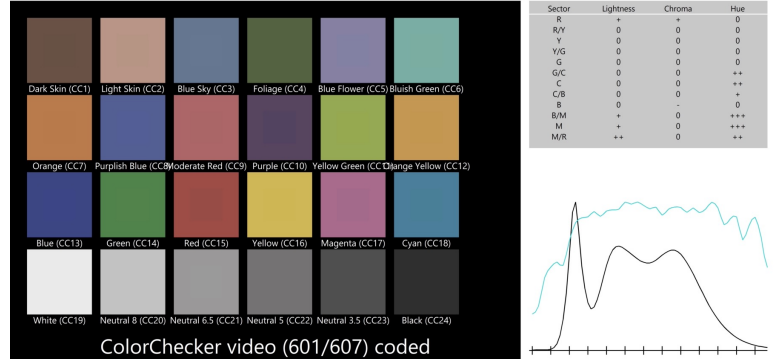 Dark Skin (CC1) Light Skin (CC2) Blue Sky (CC3) Foliage (CC4) Blue Flower (CC5) Bluish Green (CC6)
Orange (CC7) Purplish Blue (CC8) Moderate Red (CC9) Purple (CC10) Yellow Green (CC11) Orange Yellow (CC12)
Blue (CC13) Green (CC14) Red (CC15) Yellow (CC16) Magenta (CC17) Cyan (CC18)
White (CC19) Neutral 8 (CC20) Neutral 6.5 (CC21) Neutral 5 (CC22) Neutral 3.5 (CC23) Black (CC24)
ColorChecker video (601/607) coded
Sector Lightness Chroma Hue
R + + 0
R/Y 0 0 0
Y 0 0 0
Y/G 0 0 0
G 0 0 0
G/C 0 0 ++
C 0 0 ++
C/B 0 0 +
B 0 - 0
B/M + 0 +++
M + 0 +++
M/R ++ 0 ++